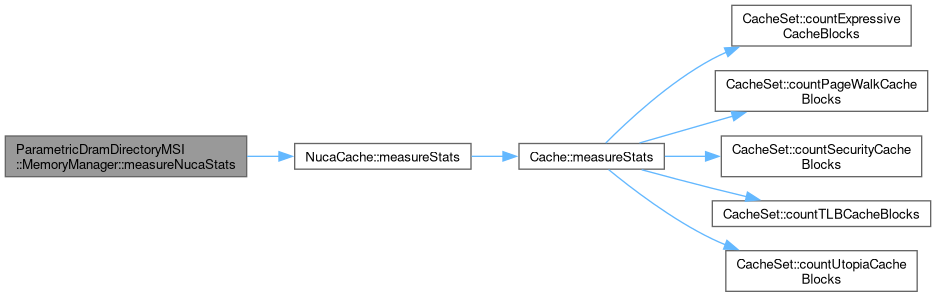 ParametricDramDirectoryMSI
::MemoryManager::measureNucaStats
NucaCache::measureStats
Cache::measureStats
CacheSet::countExpressive
CacheBlocks
CacheSet::countPageWalkCache
Blocks
CacheSet::countSecurityCache
Blocks
CacheSet::countTLBCacheBlocks
CacheSet::countUtopiaCache
Blocks